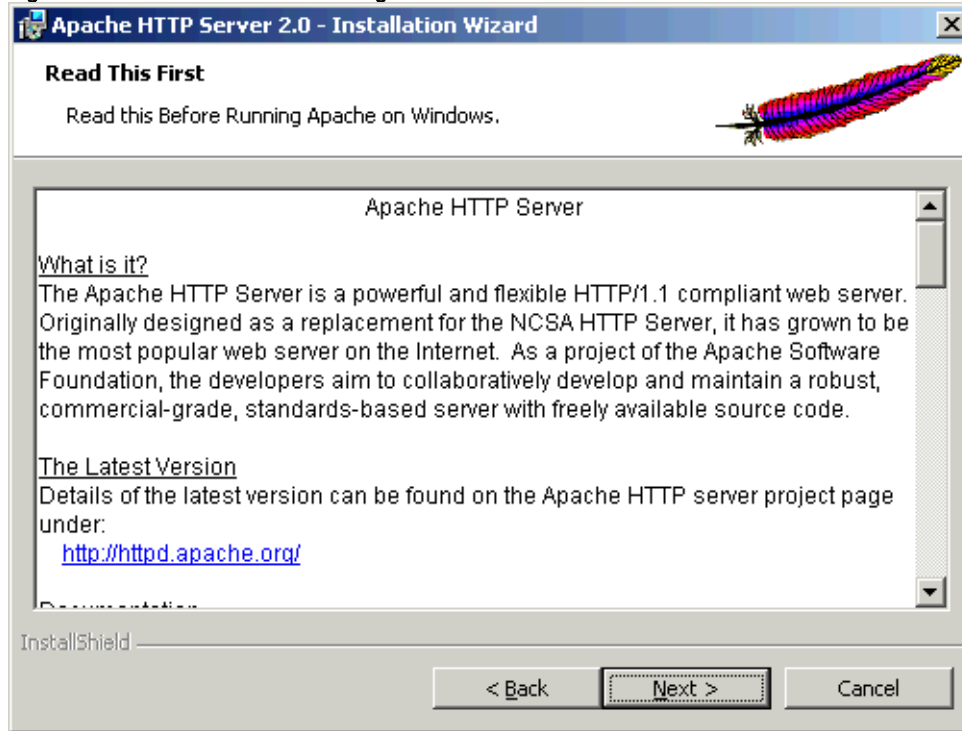 Apache HTTP Server 2.0 - Installation Wizard
Read This First
Read this Before Running Apache on Windows.
Apache HTTP Server
What is it?
The Apache HTTP Server is a powerful and flexible HTTP/1.1 compliant web server.
Originally designed as a replacement for the NCSA HTTP Server, it has grown to be
the most popular web server on the Internet.  As a project of the Apache Software
Foundation, the developers aim to collaboratively develop and maintain a robust,
commercial-grade, standards-based server with freely available source code.
The Latest Version
Details of the latest version can be found on the Apache HTTP server project page
under:
http://httpd.apache.org/
InstallShield
< Back
Next >
Cancel